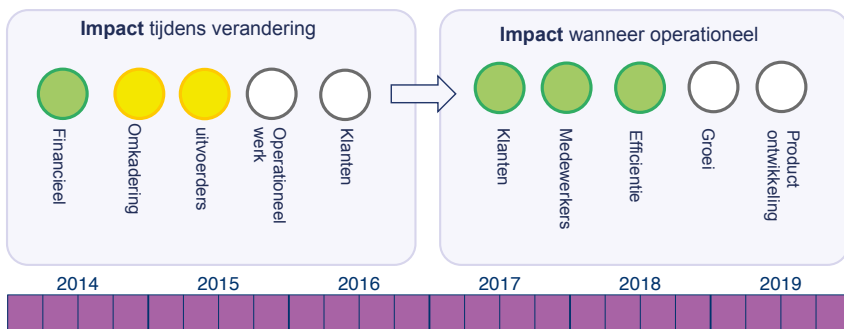 Impact tijdens verandering
Financieel
Omkadering
uitvoerders
Operationeel
werk
Klanten
Impact wanneer operationeel
Klanten
Medewerkers
Efficientie
Groei
Product
ontwikkeling
2014
2015
2016
2017
2018
2019